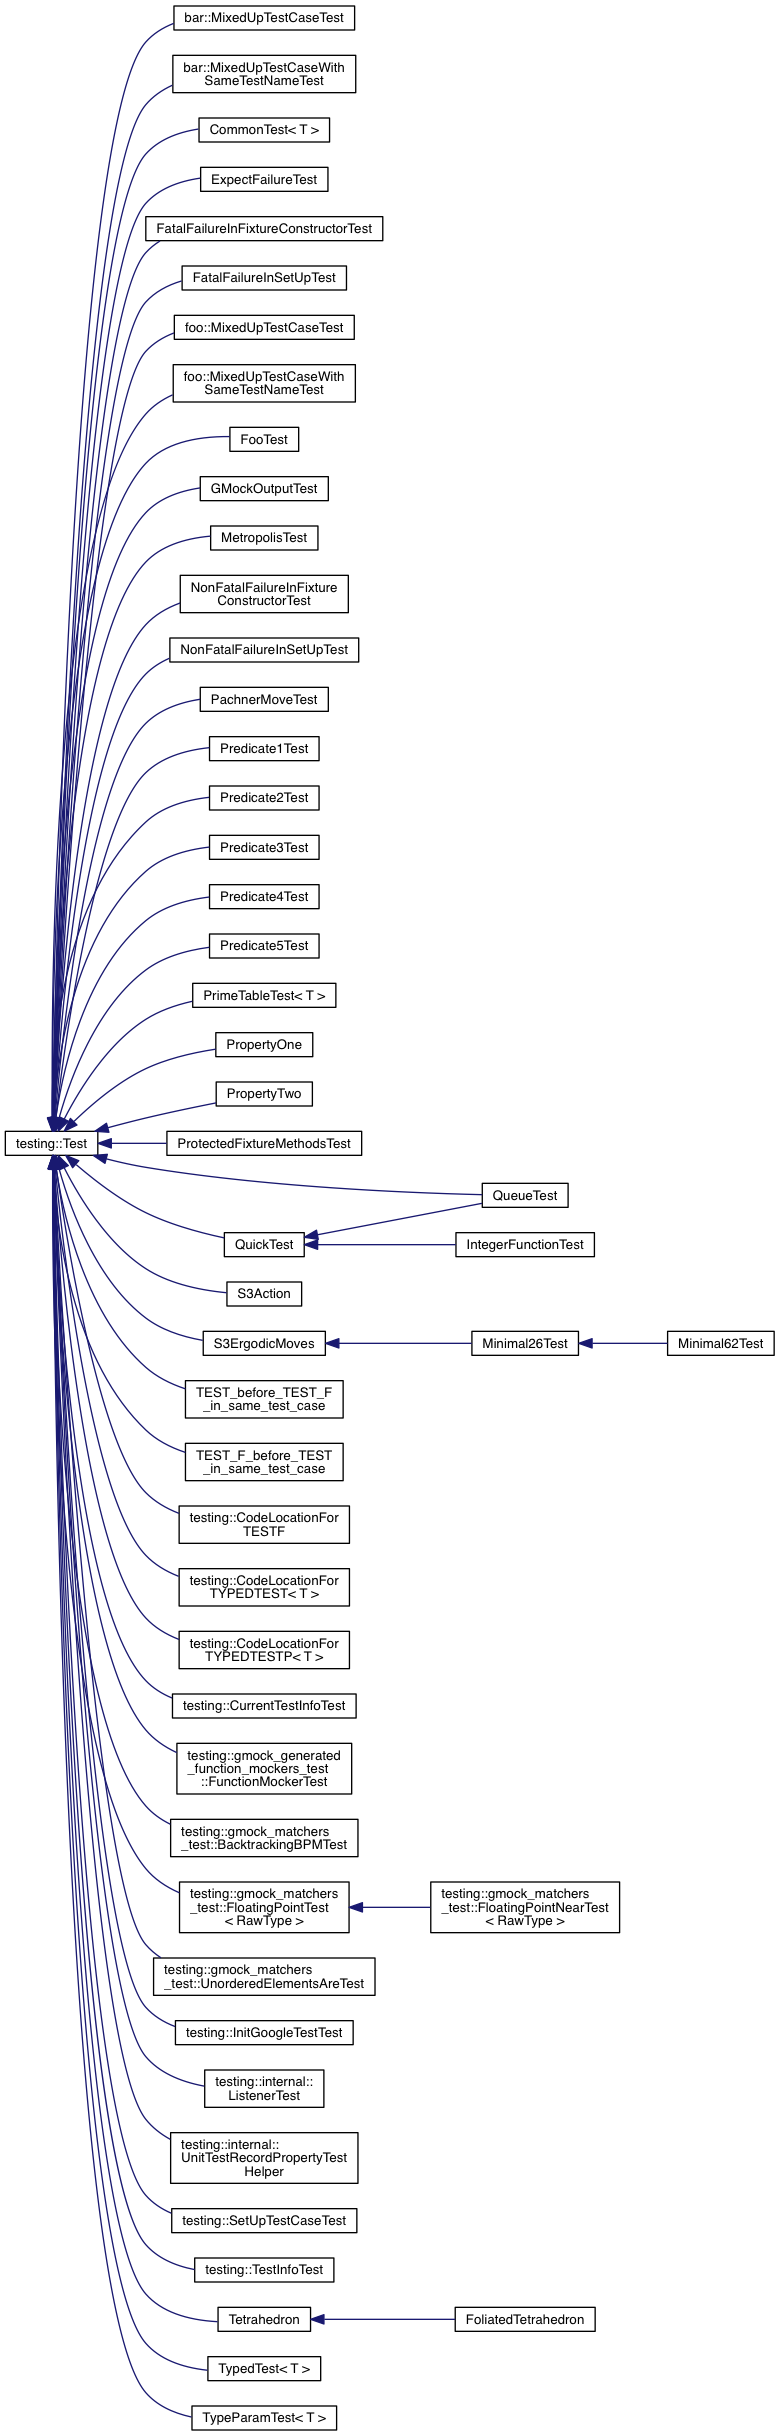 bar::MixedUpTestCaseTest
bar::MixedUpTestCaseWith
SameTestNameTest
CommonTest< T >
ExpectFailureTest
FatalFailureInFixtureConstructorTest
FatalFailureInSetUpTest
foo::MixedUpTestCaseTest
foo::MixedUpTestCaseWith
SameTestNameTest
FooTest
GMockOutputTest
MetropolisTest
NonFatalFailureInFixture
ConstructorTest
NonFatalFailureInSetUpTest
PachnerMoveTest
Predicate1Test
Predicate2Test
Predicate3Test
Predicate4Test
Predicate5Test
PrimeTableTest< T >
PropertyOne
PropertyTwo
testing::Test
ProtectedFixtureMethodsTest
QueueTest
QuickTest
IntegerFunctionTest
S3Action
S3ErgodicMoves
Minimal26Test
Minimal62Test
TEST_before_TEST_F
_in_same_test_case
TEST_F_before_TEST
_in_same_test_case
testing::CodeLocationFor
TESTF
testing::CodeLocationFor
TYPEDTEST< T >
testing::CodeLocationFor
TYPEDTESTP< T >
testing::CurrentTestInfoTest
testing::gmock_generated
_function_mockers_test
::FunctionMockerTest
testing::gmock_matchers
_test::BacktrackingBPMTest
testing::gmock_matchers
_test::FloatingPointTest
< RawType >
testing::gmock_matchers
_test::FloatingPointNearTest
< RawType >
testing::gmock_matchers
_test::UnorderedElementsAreTest
testing::InitGoogleTestTest
testing::internal::
ListenerTest
testing::internal::
UnitTestRecordPropertyTest
Helper
testing::SetUpTestCaseTest
testing::TestInfoTest
Tetrahedron
FoliatedTetrahedron
TypedTest< T >
TypeParamTest< T >